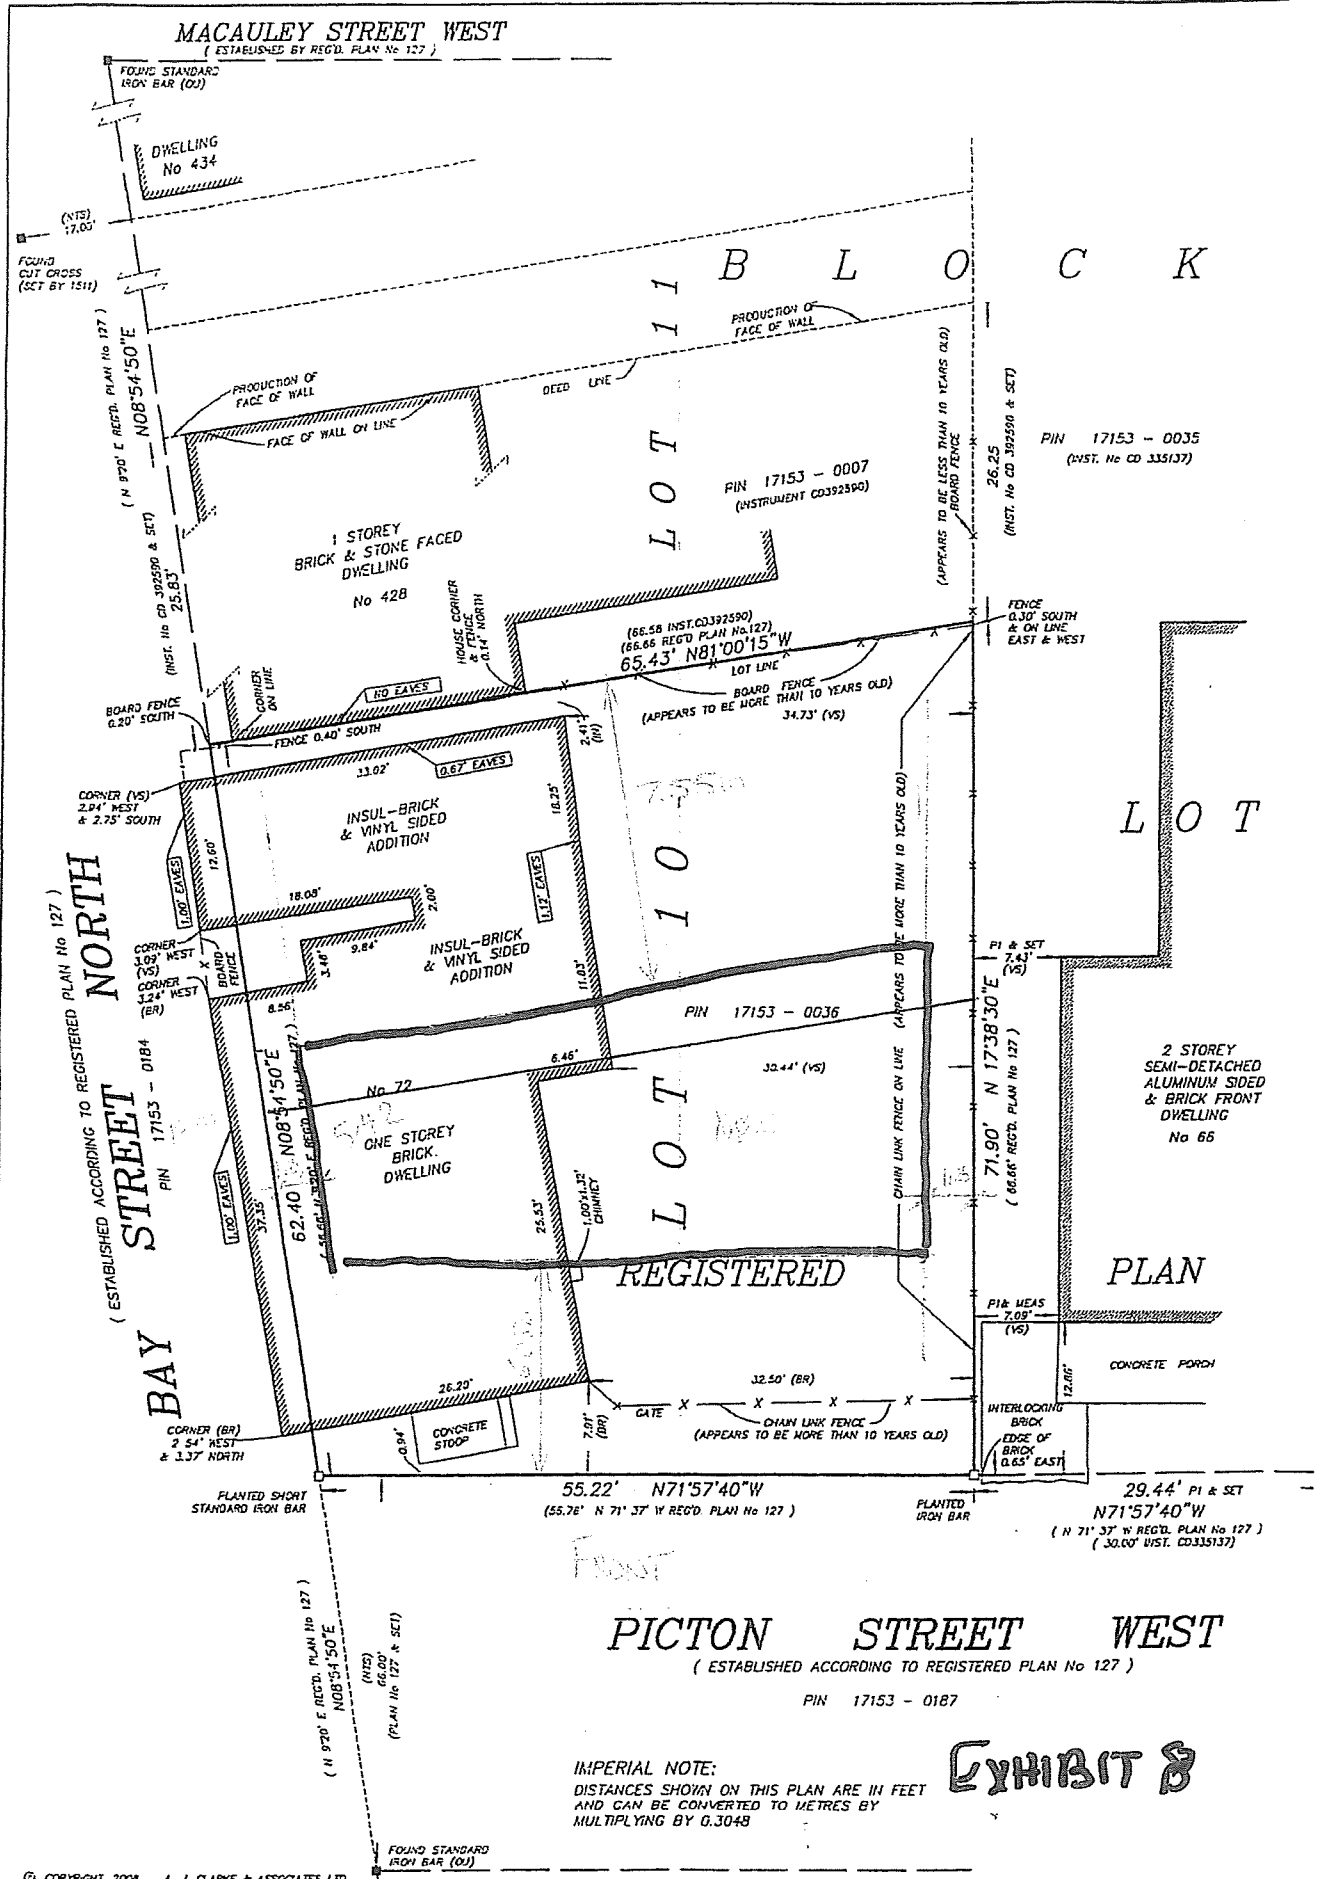 MACAULEY STREET WEST
( ESTABLISHED BY REG'D. PLAN No 127 )
FOUND STANDARD
IRON BAR (OU)
DWELLING
No 434
(NTS)
17.00'
FOUND
CUT CROSS
(SET BY 1511)
BLOCK
LOT 11
PRODUCTION OF
FACE OF WALL
DEED LINE
( N 9°20' E REG'D. PLAN No 127 )
N08°54'50"E
PRODUCTION OF
FACE OF WALL
FACE OF WALL ON LINE
(APPEARS TO BE LESS THAN 10 YEARS OLD)
BOARD FENCE
26.25
(INST. No CD 392590 & SET)
PIN 17153 - 0035
(INST. No CD 335137)
PIN 17153 - 0007
(INSTRUMENT CD392590)
1 STOREY
BRICK & STONE FACED
DWELLING
No 428
(INST. No CD 392590 & SET)
25.83'
HOUSE CORNER
& FENCE
0.14' NORTH
(66.58 INST.CD392590)
(66.66 REG'D PLAN No.127)
65.43' N81°00'15"W
LOT LINE
FENCE
0.30' SOUTH
& ON LINE
EAST & WEST
BOARD FENCE
(APPEARS TO BE MORE THAN 10 YEARS OLD)
34.73' (VS)
BOARD FENCE
0.20' SOUTH
CORNER
ON LINE
NO EAVES
FENCE 0.40' SOUTH
2.41'
(IN)
33.02'
0.67' EAVES
CORNER (VS)
2.94' WEST
& 2.75' SOUTH
INSUL-BRICK
& VINYL SIDED
ADDITION
18.25'
7.55m
12.60'
1.00' EAVES
1.12' EAVES
LOT 10
LOT
18.08'
2.00'
CORNER
3.09' WEST
(VS)
BOARD
FENCE
9.84'
3.46'
INSUL-BRICK
& VINYL SIDED
ADDITION
11.03'
CORNER
3.24' WEST
(BR)
8.56'
P1 & SET
7.43'
(VS)
PIN 17153 - 0036
CHAIN LINK FENCE ON LINE (APPEARS TO BE MORE THAN 10 YEARS OLD)
71.90' N 17°38'30"E
( 66.66' REG'D. PLAN No 127 )
6.46'
33.44' (VS)
No 72
ONE STOREY
BRICK.
DWELLING
2 STOREY
SEMI-DETACHED
ALUMINUM SIDED
& BRICK FRONT
DWELLING
No 66
BAY STREET NORTH
( ESTABLISHED ACCORDING TO REGISTERED PLAN No 127 )
PIN 17153 - 0184
1.00' EAVES
37.35'
62.40 N08°54'50"E
25.53'
1.00'x1.32'
CHIMNEY
LOT
REGISTERED
PLAN
P1& MEAS
7.09'
(VS)
12.86'
CONCRETE PORCH
26.20'
32.50' (BR)
GATE
CHAIN LINK FENCE
(APPEARS TO BE MORE THAN 10 YEARS OLD)
INTERLOCKING
BRICK
EDGE OF
BRICK
0.65' EAST
CORNER (BR)
2.54' WEST
& 3.37' NORTH
0.94'
CONCRETE
STOOP
7.91'
(BR)
PLANTED SHORT
STANDARD IRON BAR
55.22' N71°57'40"W
(55.76' N 71° 37' W REG'D. PLAN No 127 )
PLANTED
IRON BAR
29.44' P1 & SET
N71°57'40"W
( N 71° 37' W REG'D. PLAN No 127 )
( 30.00' INST. CD335137)
FRONT
( N 9°20' E REG'D. PLAN No 127 )
N08°54'50"E
(NTS)
66.00'
(PLAN No 127 & SET)
PICTON STREET WEST
( ESTABLISHED ACCORDING TO REGISTERED PLAN No 127 )
PIN 17153 - 0187
IMPERIAL NOTE:
DISTANCES SHOWN ON THIS PLAN ARE IN FEET
AND CAN BE CONVERTED TO METRES BY
MULTIPLYING BY 0.3048
EXHIBIT 8
FOUND STANDARD
IRON BAR (OU)
© COPYRIGHT 2008 A. J. CLARKE & ASSOCIATES LTD.